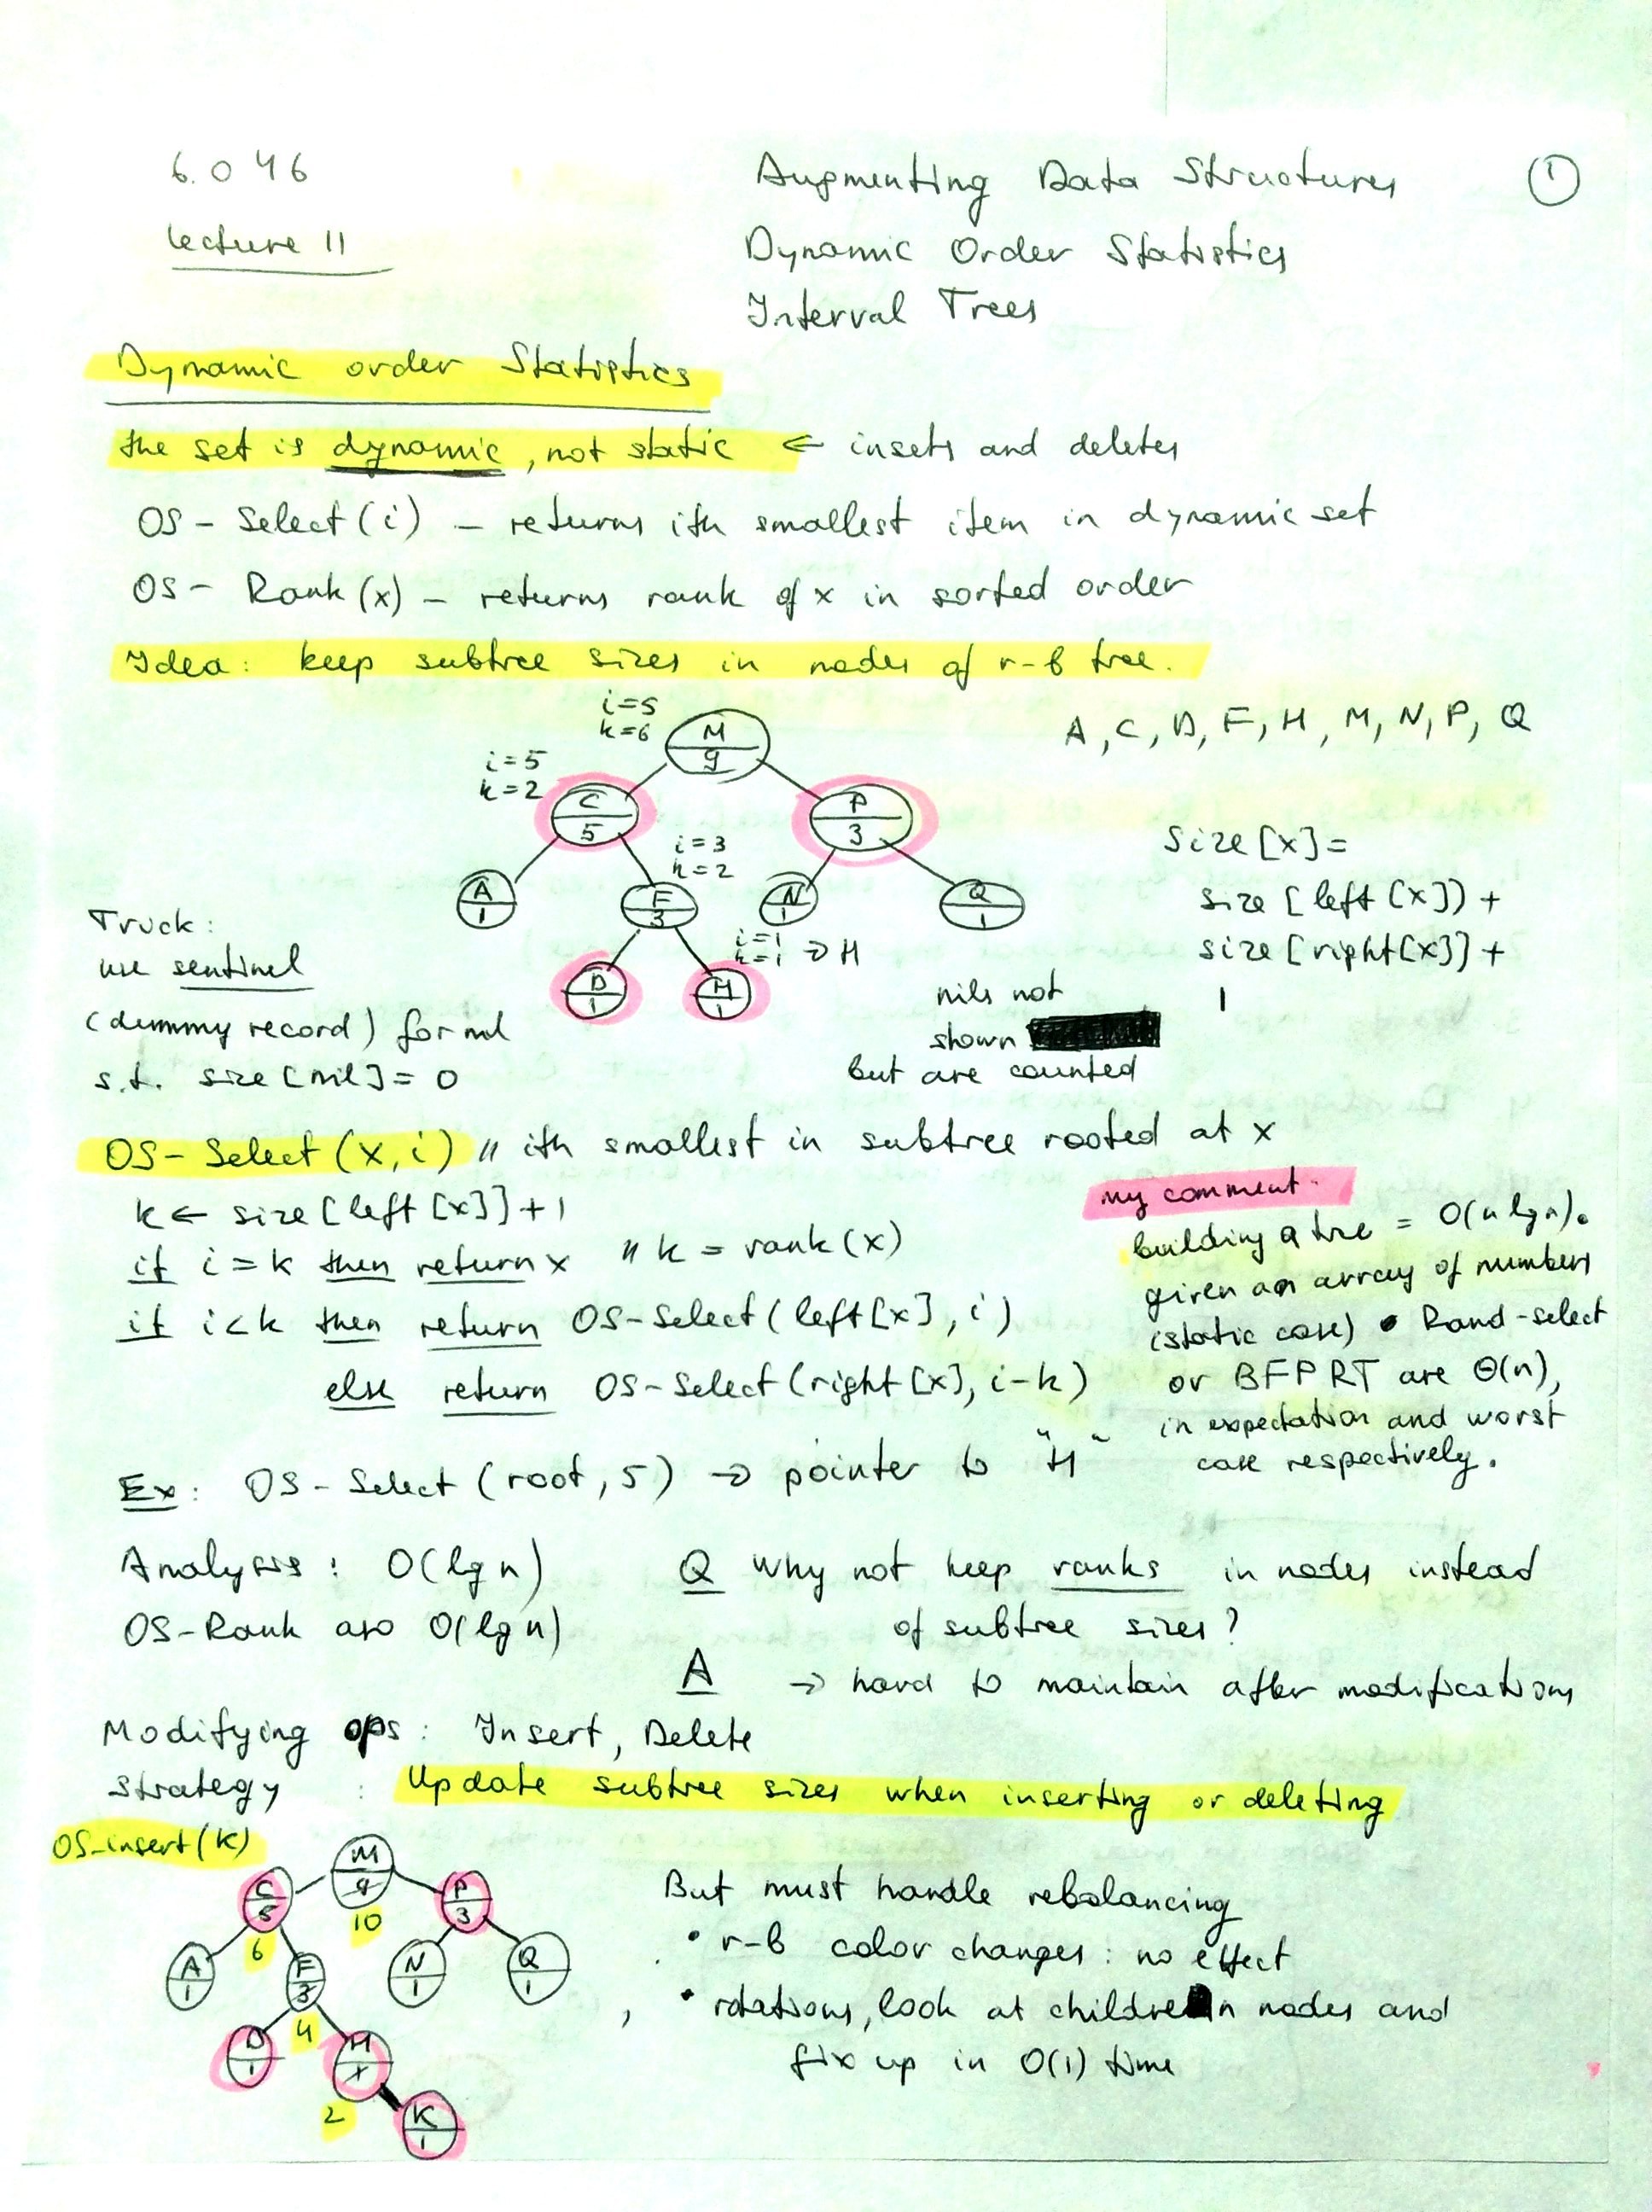 6.046
Augmenting Data Structures
1
Lecture 11
Dynamic Order Statistics
Interval Trees
Dynamic order Statistics
the set is dynamic, not static ← insets and deletes
OS - Select (i) – returns ith smallest item in dynamic set
OS - Rank (x) – returns rank of x in sorted order
Idea: keep subtree sizes in nodes of r-b tree.
A, C, D, F, H, M, N, P, Q
i=5
k=6
M
9
i=5
k=2
C
5
P
3
i=3
k=2
A
1
F
3
N
1
Q
1
i=1
k=1 → H
D
1
H
1
Size [x] =
size [left [x]) +
size [right[x]] +
1
Truck:
use sentinel
(dummy record) for nil
s.t. size [nil] = 0
nils not
shown
but are counted
OS- Select (x, i) // ith smallest in subtree rooted at x
k ← size [left [x]] +1
if i = k then return x // k = rank (x)
if i < k then return OS-Select (left [x], i)
else return OS-Select (right [x], i-k)
my comment.
building a tree = O(n lg n).
given an array of numbers
(static case) • Rand-select
or BFPRT are Θ(n),
in expectation and worst
case respectively.
Ex: OS - Select (root, 5) → pointer to "H"
Analysis: O(lg n)
OS-Rank also O(lg n)
Q Why not keep ranks in nodes instead
of subtree sizes?
A → hard to maintain after modifications
Modifying ops: Insert, Delete
Strategy : Update subtree sizes when inserting or deleting
OS-insert (K)
M
9
10
C
5
6
P
3
A
1
F
3
4
N
1
Q
1
D
1
H
1
2
K
1
But must handle rebalancing
• r-b color changes: no effect
• rotations, look at children nodes and
fix up in O(1) time